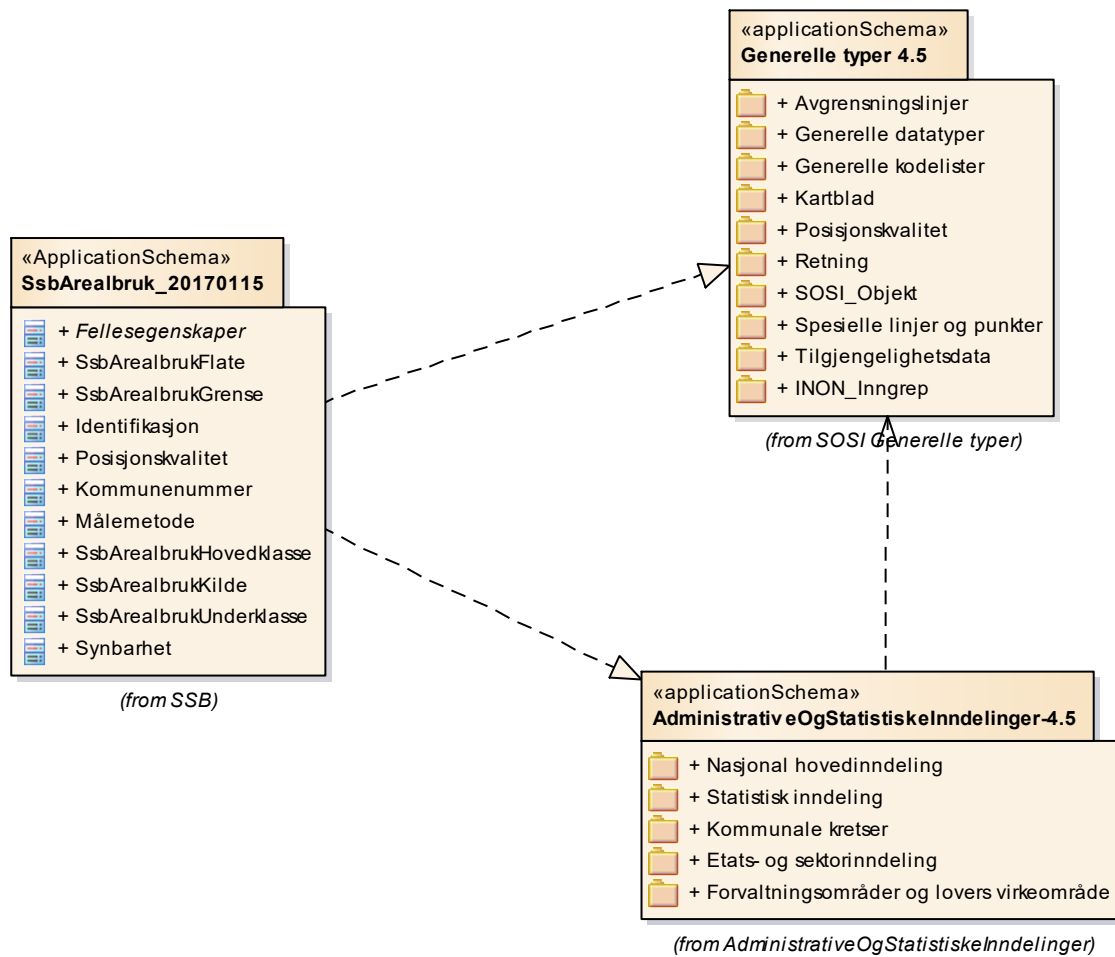 «applicationSchema»
Generelle typer 4.5
+ Avgrensningslinjer
+ Generelle datatyper
+ Generelle kodelister
+ Kartblad
+ Posisjonskvalitet
+ Retning
+ SOSI_Objekt
+ Spesielle linjer og punkter
+ Tilgjengelighetsdata
+ INON_Inngrep
(from SOSI Generelle typer)
«ApplicationSchema»
SsbArealbruk_20170115
+ Fellesegenskaper
+ SsbArealbrukFlate
+ SsbArealbrukGrense
+ Identifikasjon
+ Posisjonskvalitet
+ Kommunenummer
+ Målemetode
+ SsbArealbrukHovedklasse
+ SsbArealbrukKilde
+ SsbArealbrukUnderklasse
+ Synbarhet
(from SSB)
«applicationSchema»
AdministrativeOgStatistiskeInndelinger-4.5
+ Nasjonal hovedinndeling
+ Statistisk inndeling
+ Kommunale kretser
+ Etats- og sektorinndeling
+ Forvaltningsområder og lovers virkeområde
(from AdministrativeOgStatistiskeInndelinger)